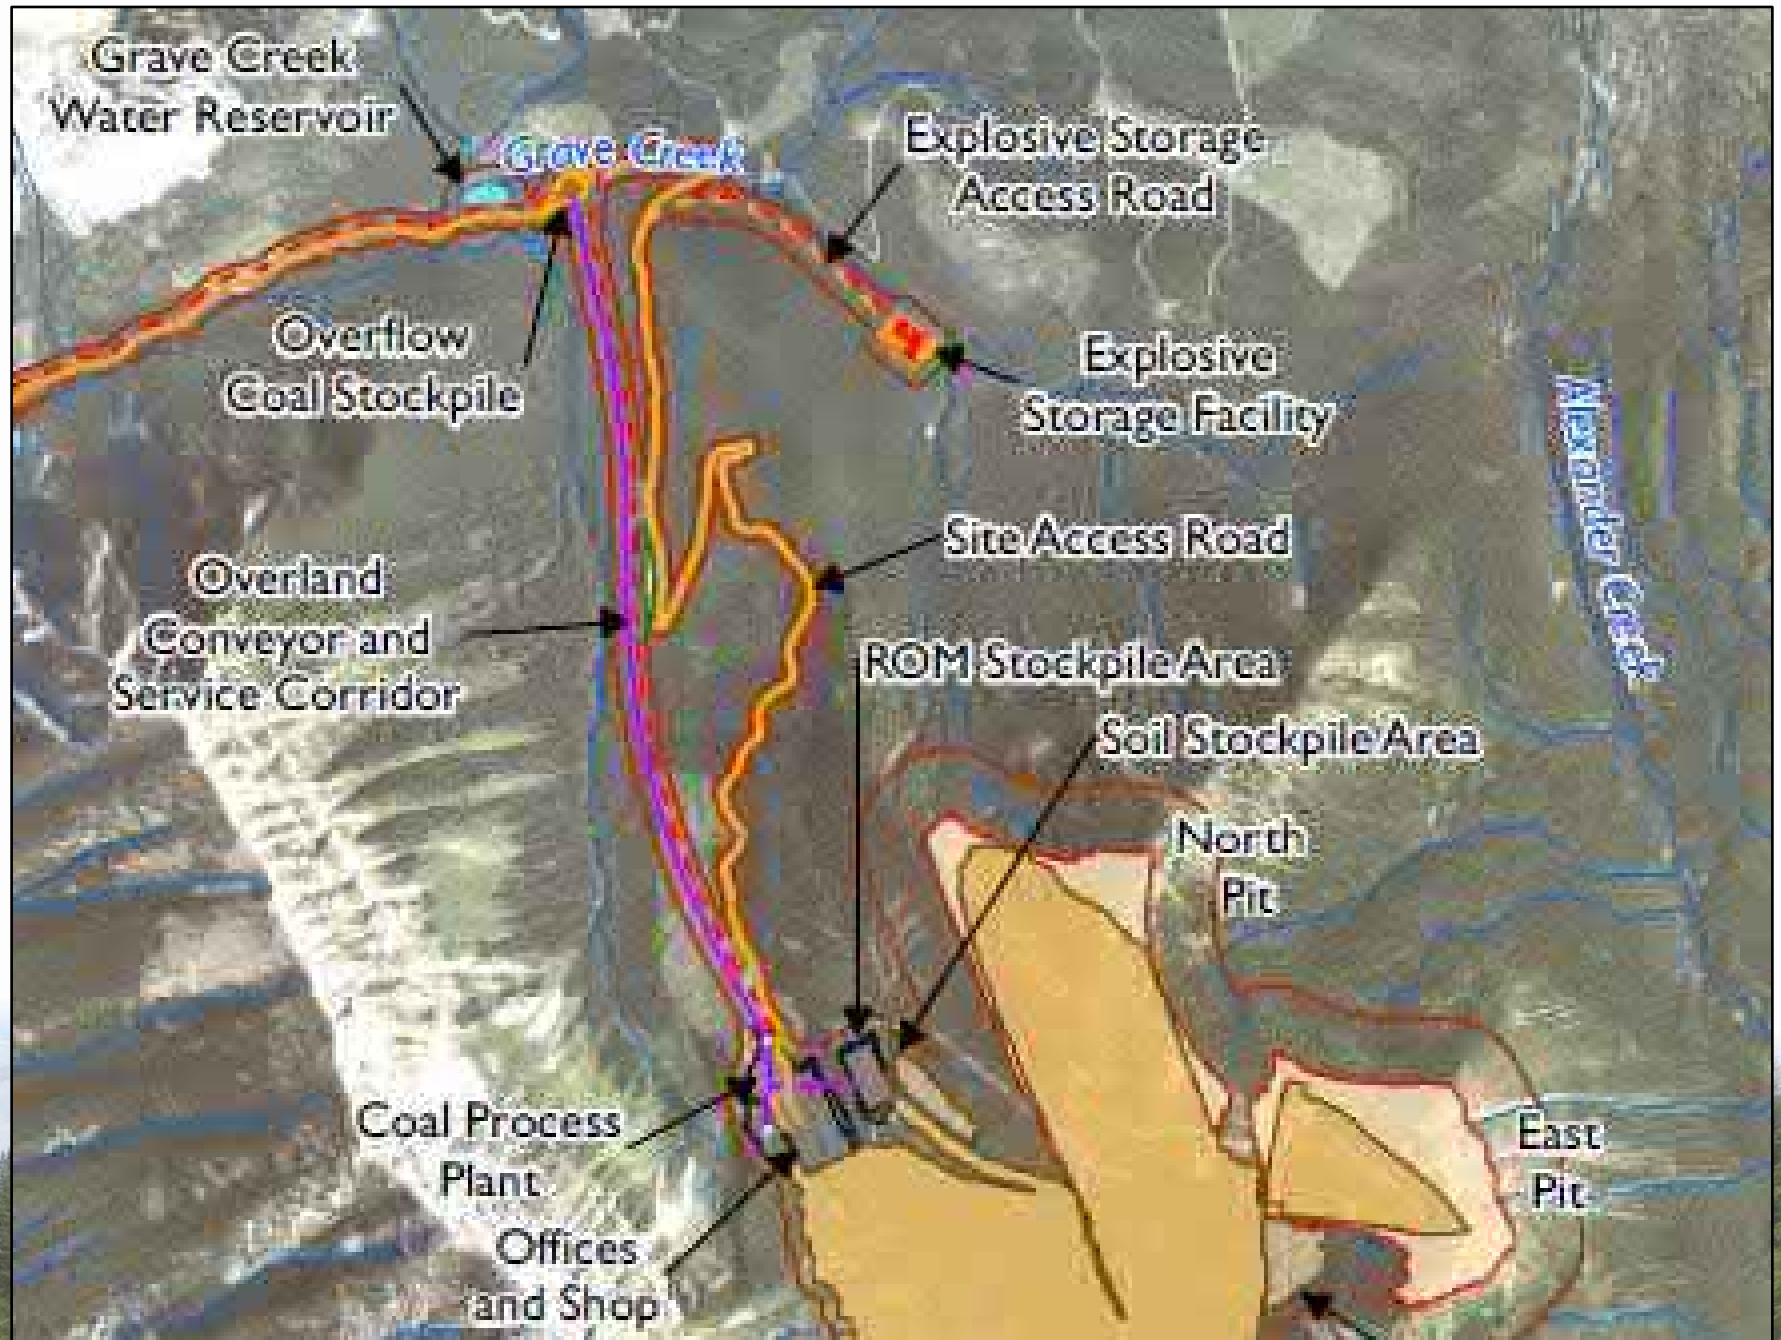 Grave Creek
Water Reservoir
Grave Creek
Explosive Storage
Access Road
Overflow
Coal Stockpile
Explosive
Storage Facility
Alexander Creek
Site Access Road
Overland
Conveyor and
Service Corridor
ROM Stockpile Area
Soil Stockpile Area
North
Pit
Coal Process
Plant
East
Pit
Offices
and Shop